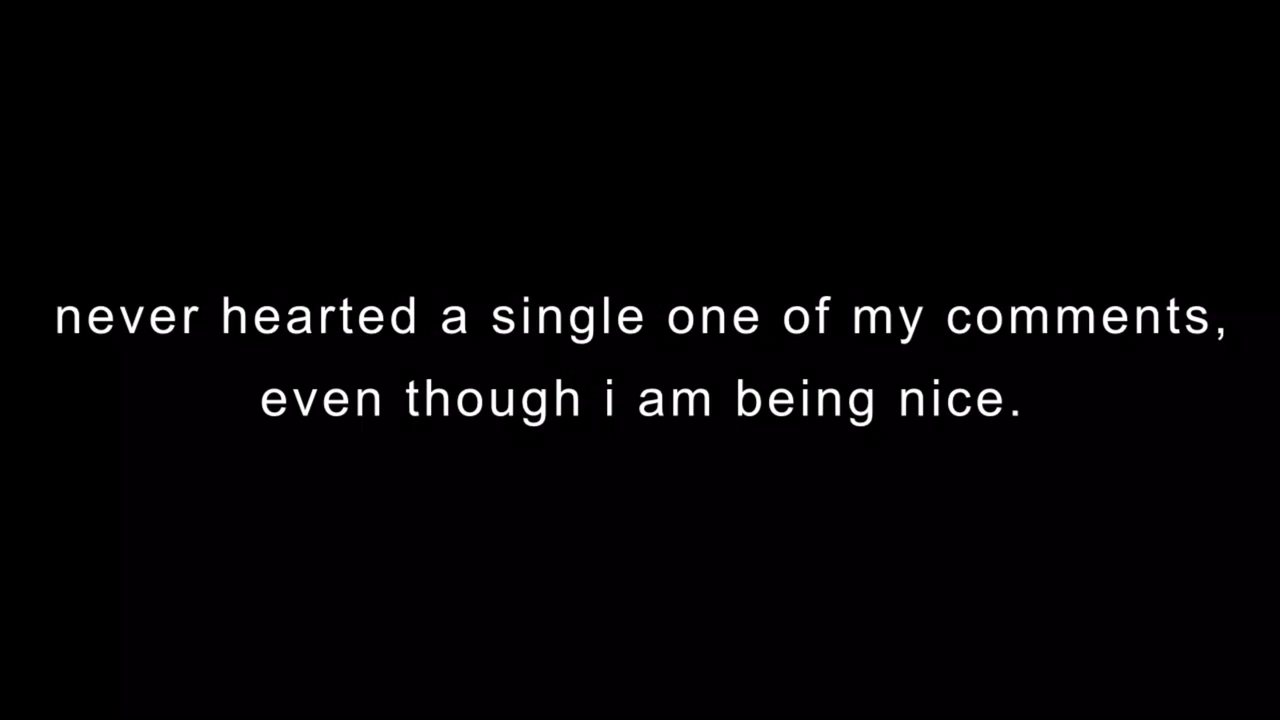 never hearted a single one of my comments,
even though i am being nice.